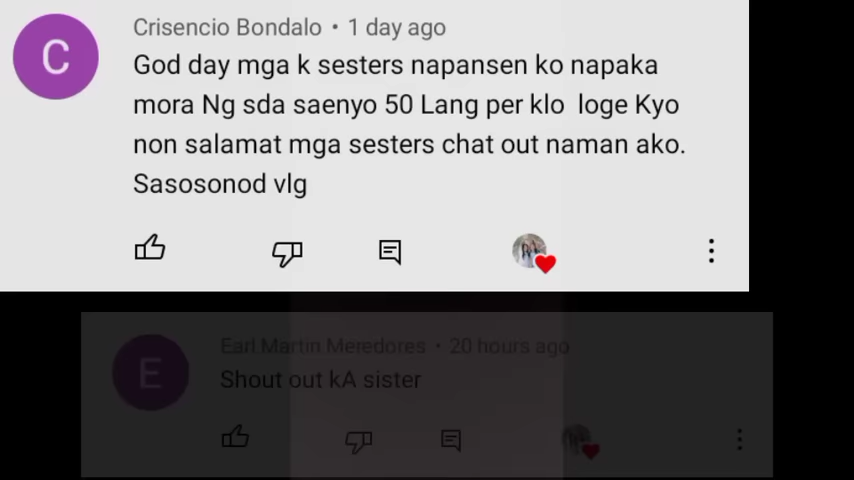 C
Crisencio Bondalo • 1 day ago
God day mga k sesters napansen ko napaka
mora Ng sda saenyo 50 Lang per klo loge Kyo
non salamat mga sesters chat out naman ako.
Sasosonod vlg
E
Earl Martin Meredores • 20 hours ago
Shout out kA sister